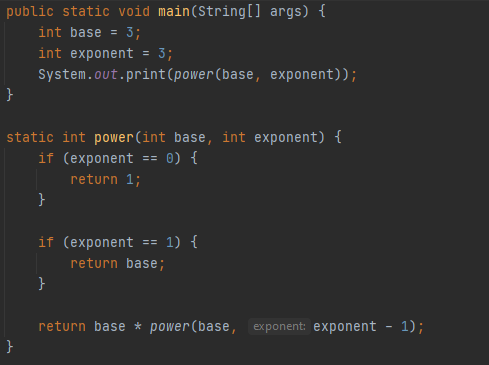 public static void main(String[] args) {
    int base = 3;
    int exponent = 3;
    System.out.print(power(base, exponent));
}

static int power(int base, int exponent) {
    if (exponent == 0) {
        return 1;
    }

    if (exponent == 1) {
        return base;
    }

    return base * power(base, exponent: exponent - 1);
}